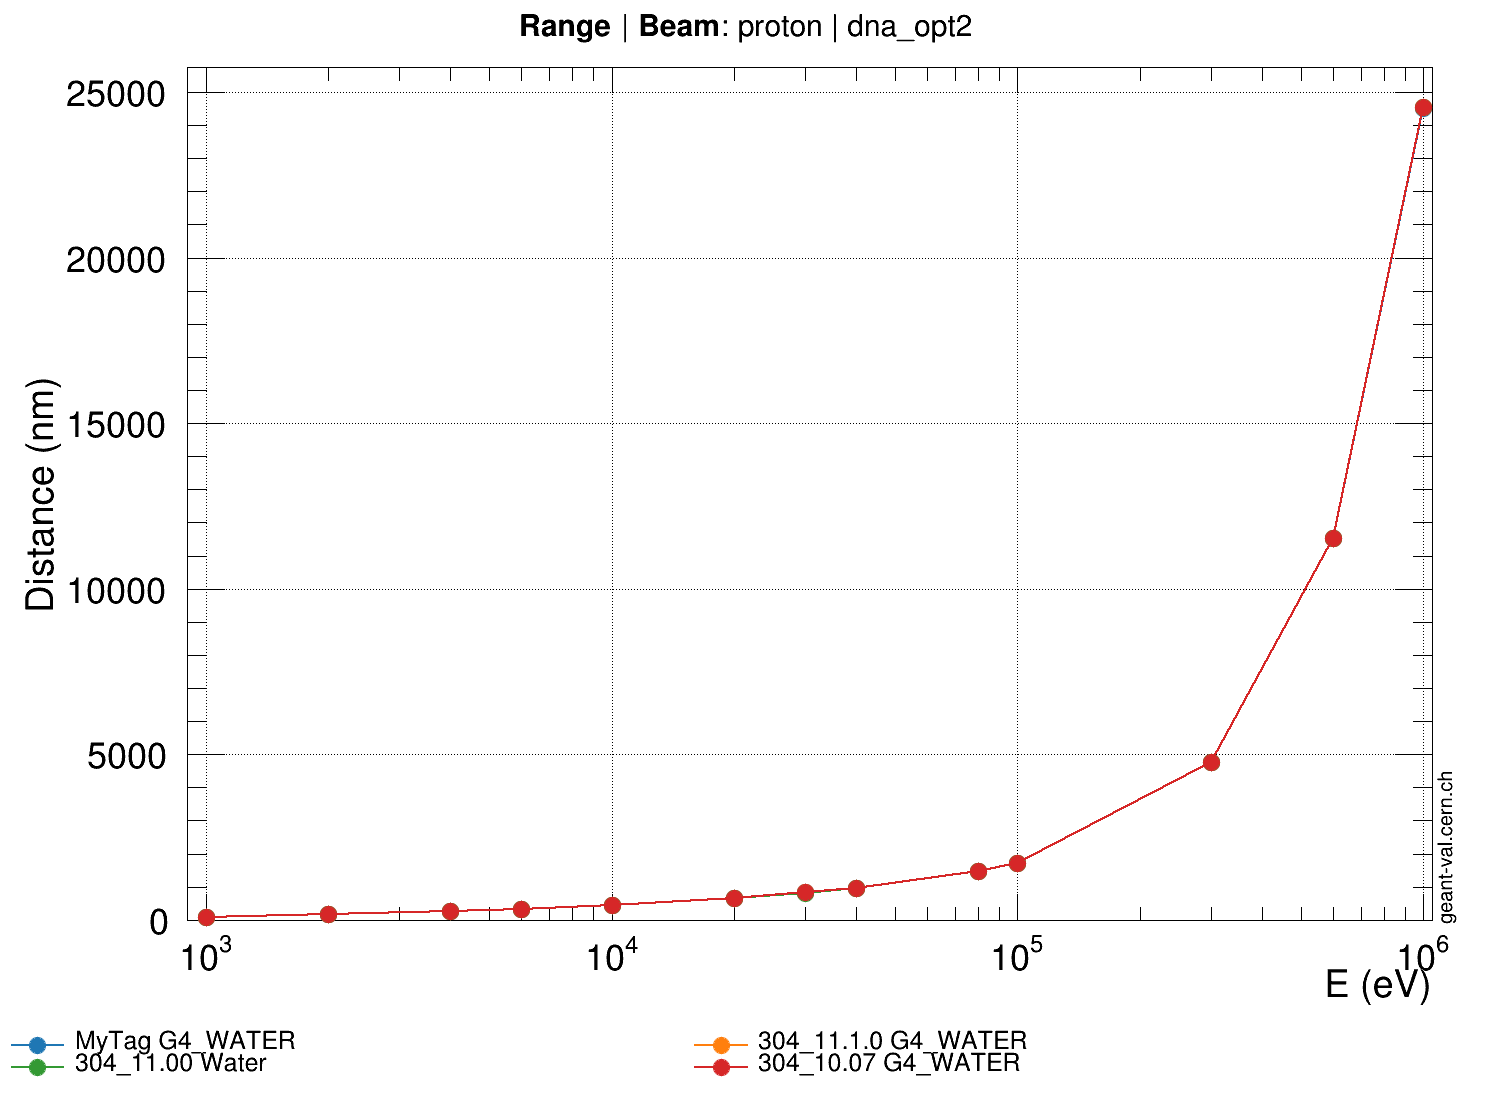 Range | Beam: proton | dna_opt2
25000
20000
15000
10000
5000
0
Distance (nm)
10^3 10^4 10^5 10^6
E (eV)
geant-val.cern.ch
MyTag G4_WATER
304_11.1.0 G4_WATER
304_11.00 Water
304_10.07 G4_WATER